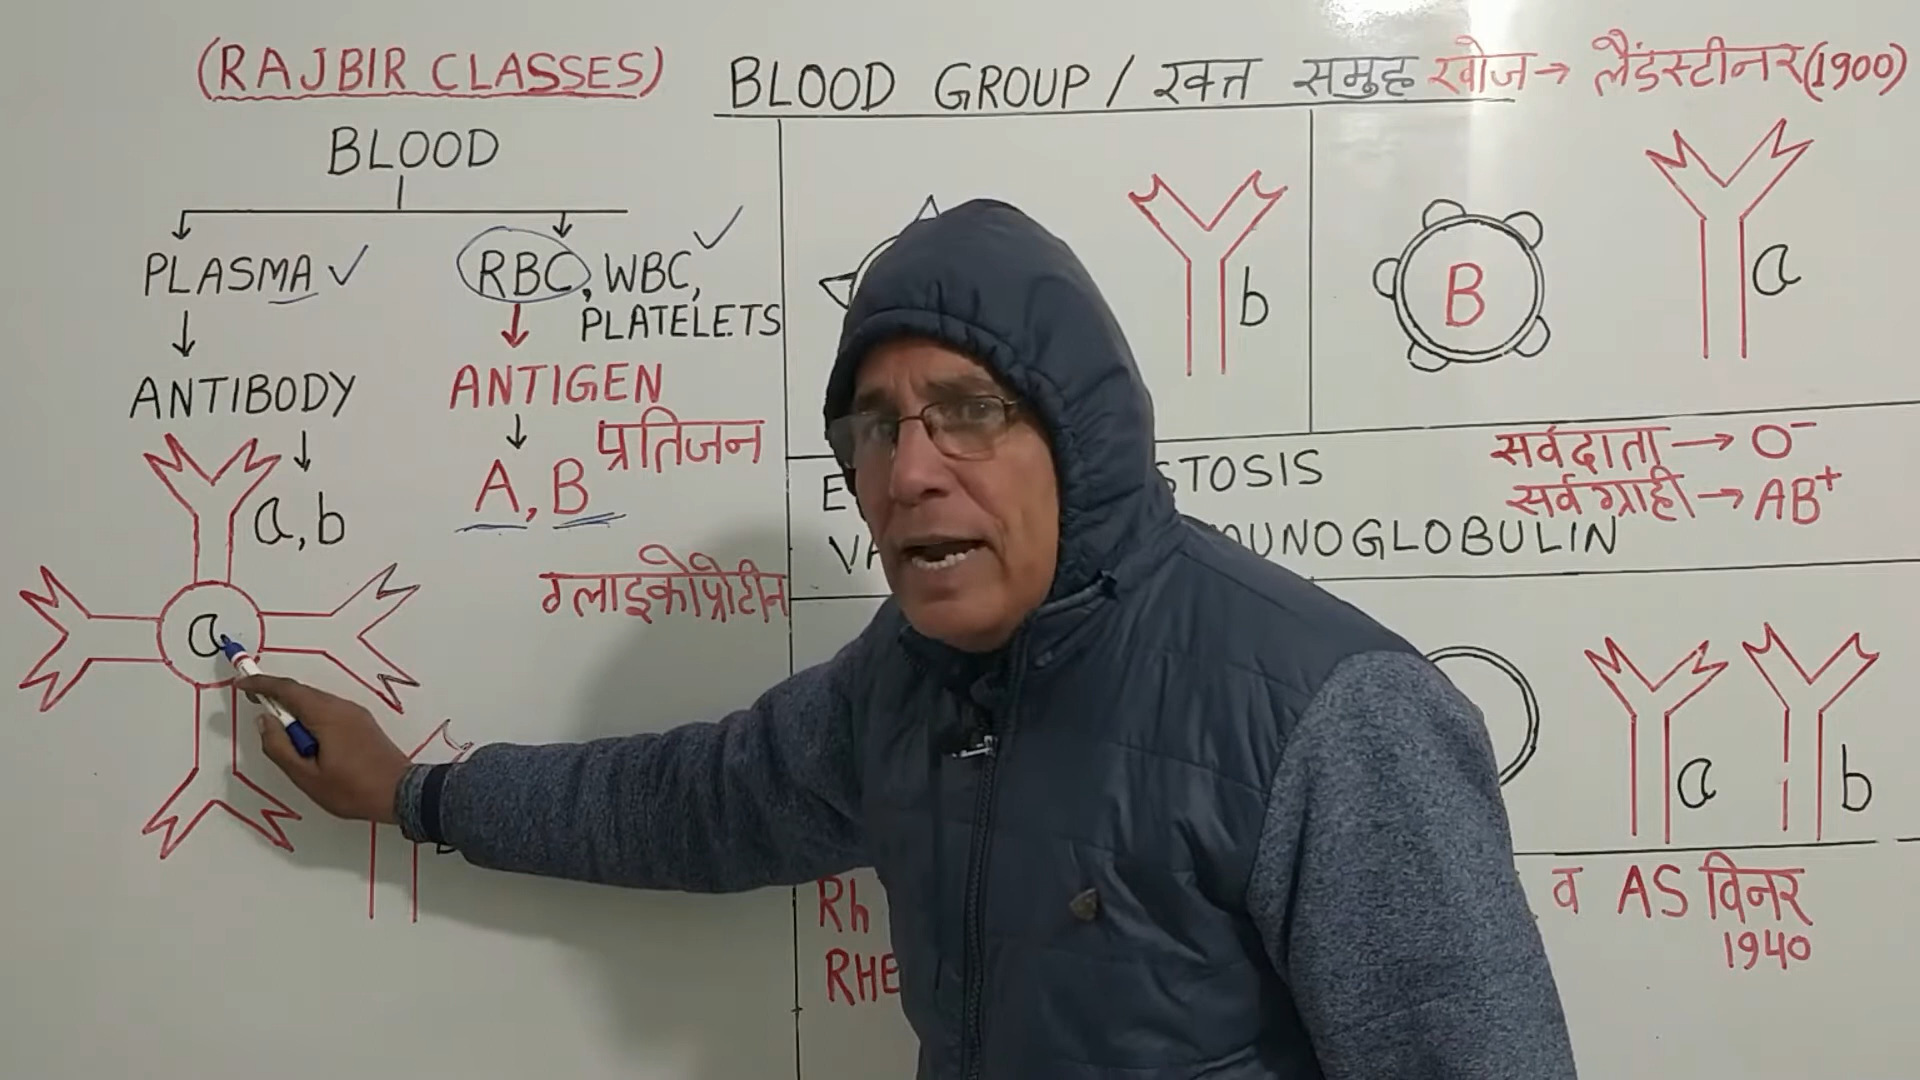 (RAJBIR CLASSES)
BLOOD GROUP / रक्त समूह खोज → लैंडस्टीनर (1900)
BLOOD
PLASMA ✓
RBC, WBC, ✓
PLATELETS
ANTIBODY
ANTIGEN
प्रतिजन
a, b
A, B
ग्लाइकोप्रोटीन
a
b
B
a
STOSIS
सर्वदाता → O⁻
सर्वग्राही → AB⁺
UNOGLOBULIN
a
b
Rh
व AS विनर
1940
RHE